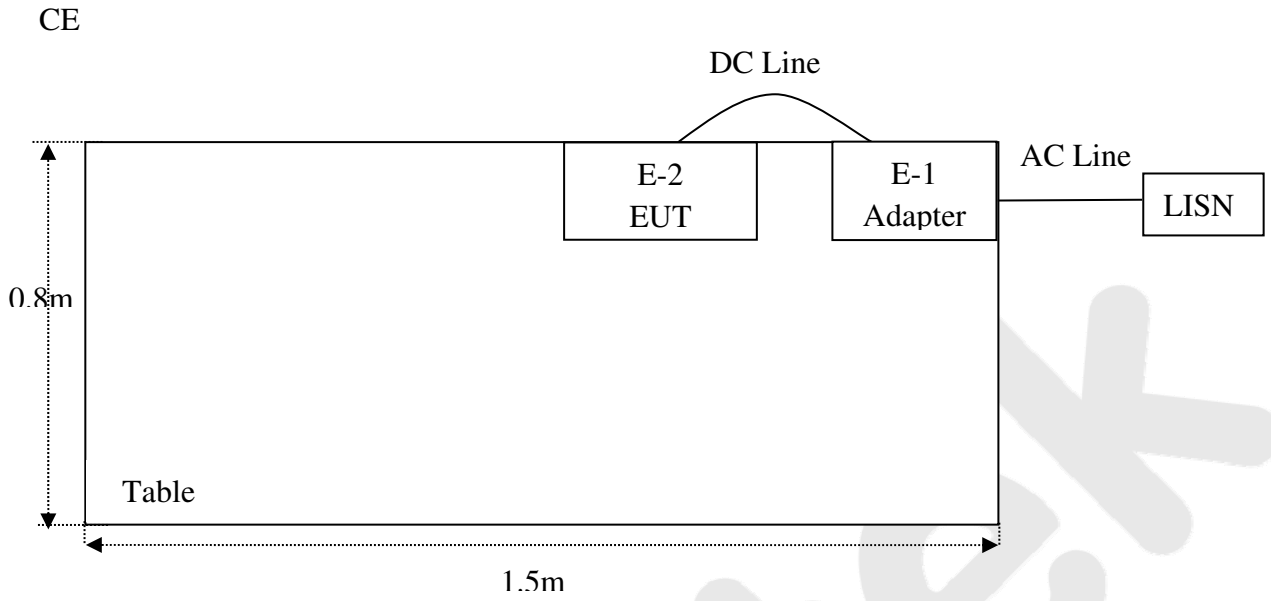 CE
DC Line
E-2
EUT
E-1
Adapter
AC Line
LISN
0.8m
Table
1.5m